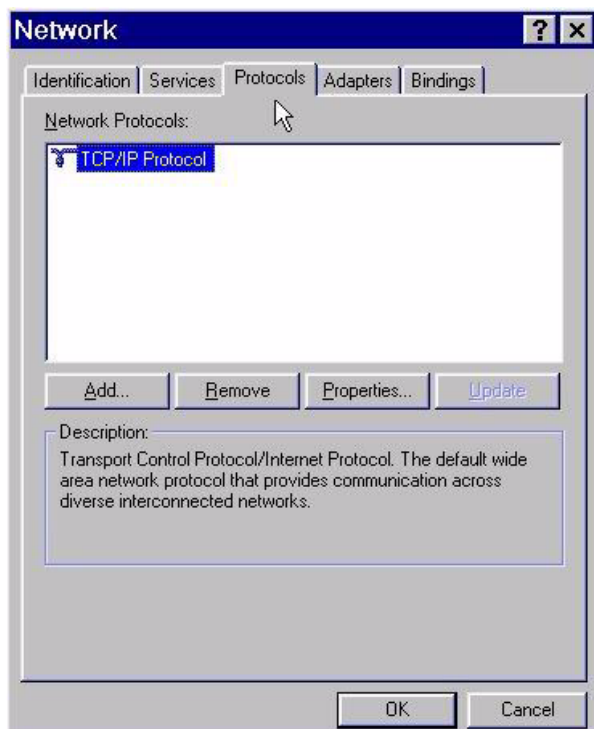 Network
Identification Services Protocols Adapters Bindings
Network Protocols:
TCP/IP Protocol
Add... Remove Properties... Update
Description:
Transport Control Protocol/Internet Protocol. The default wide
area network protocol that provides communication across
diverse interconnected networks.
OK Cancel